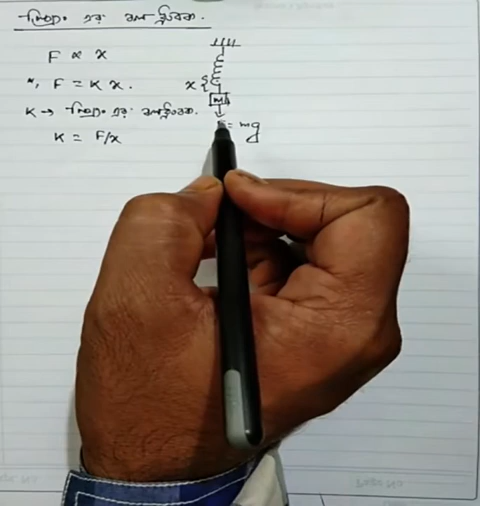 স্প্রিং এর বল ধ্রুবক.
F ∝ x
বা, F = K x.
x
m
K → স্প্রিং এর বল ধ্রুবক.
F = mg
K = F/x